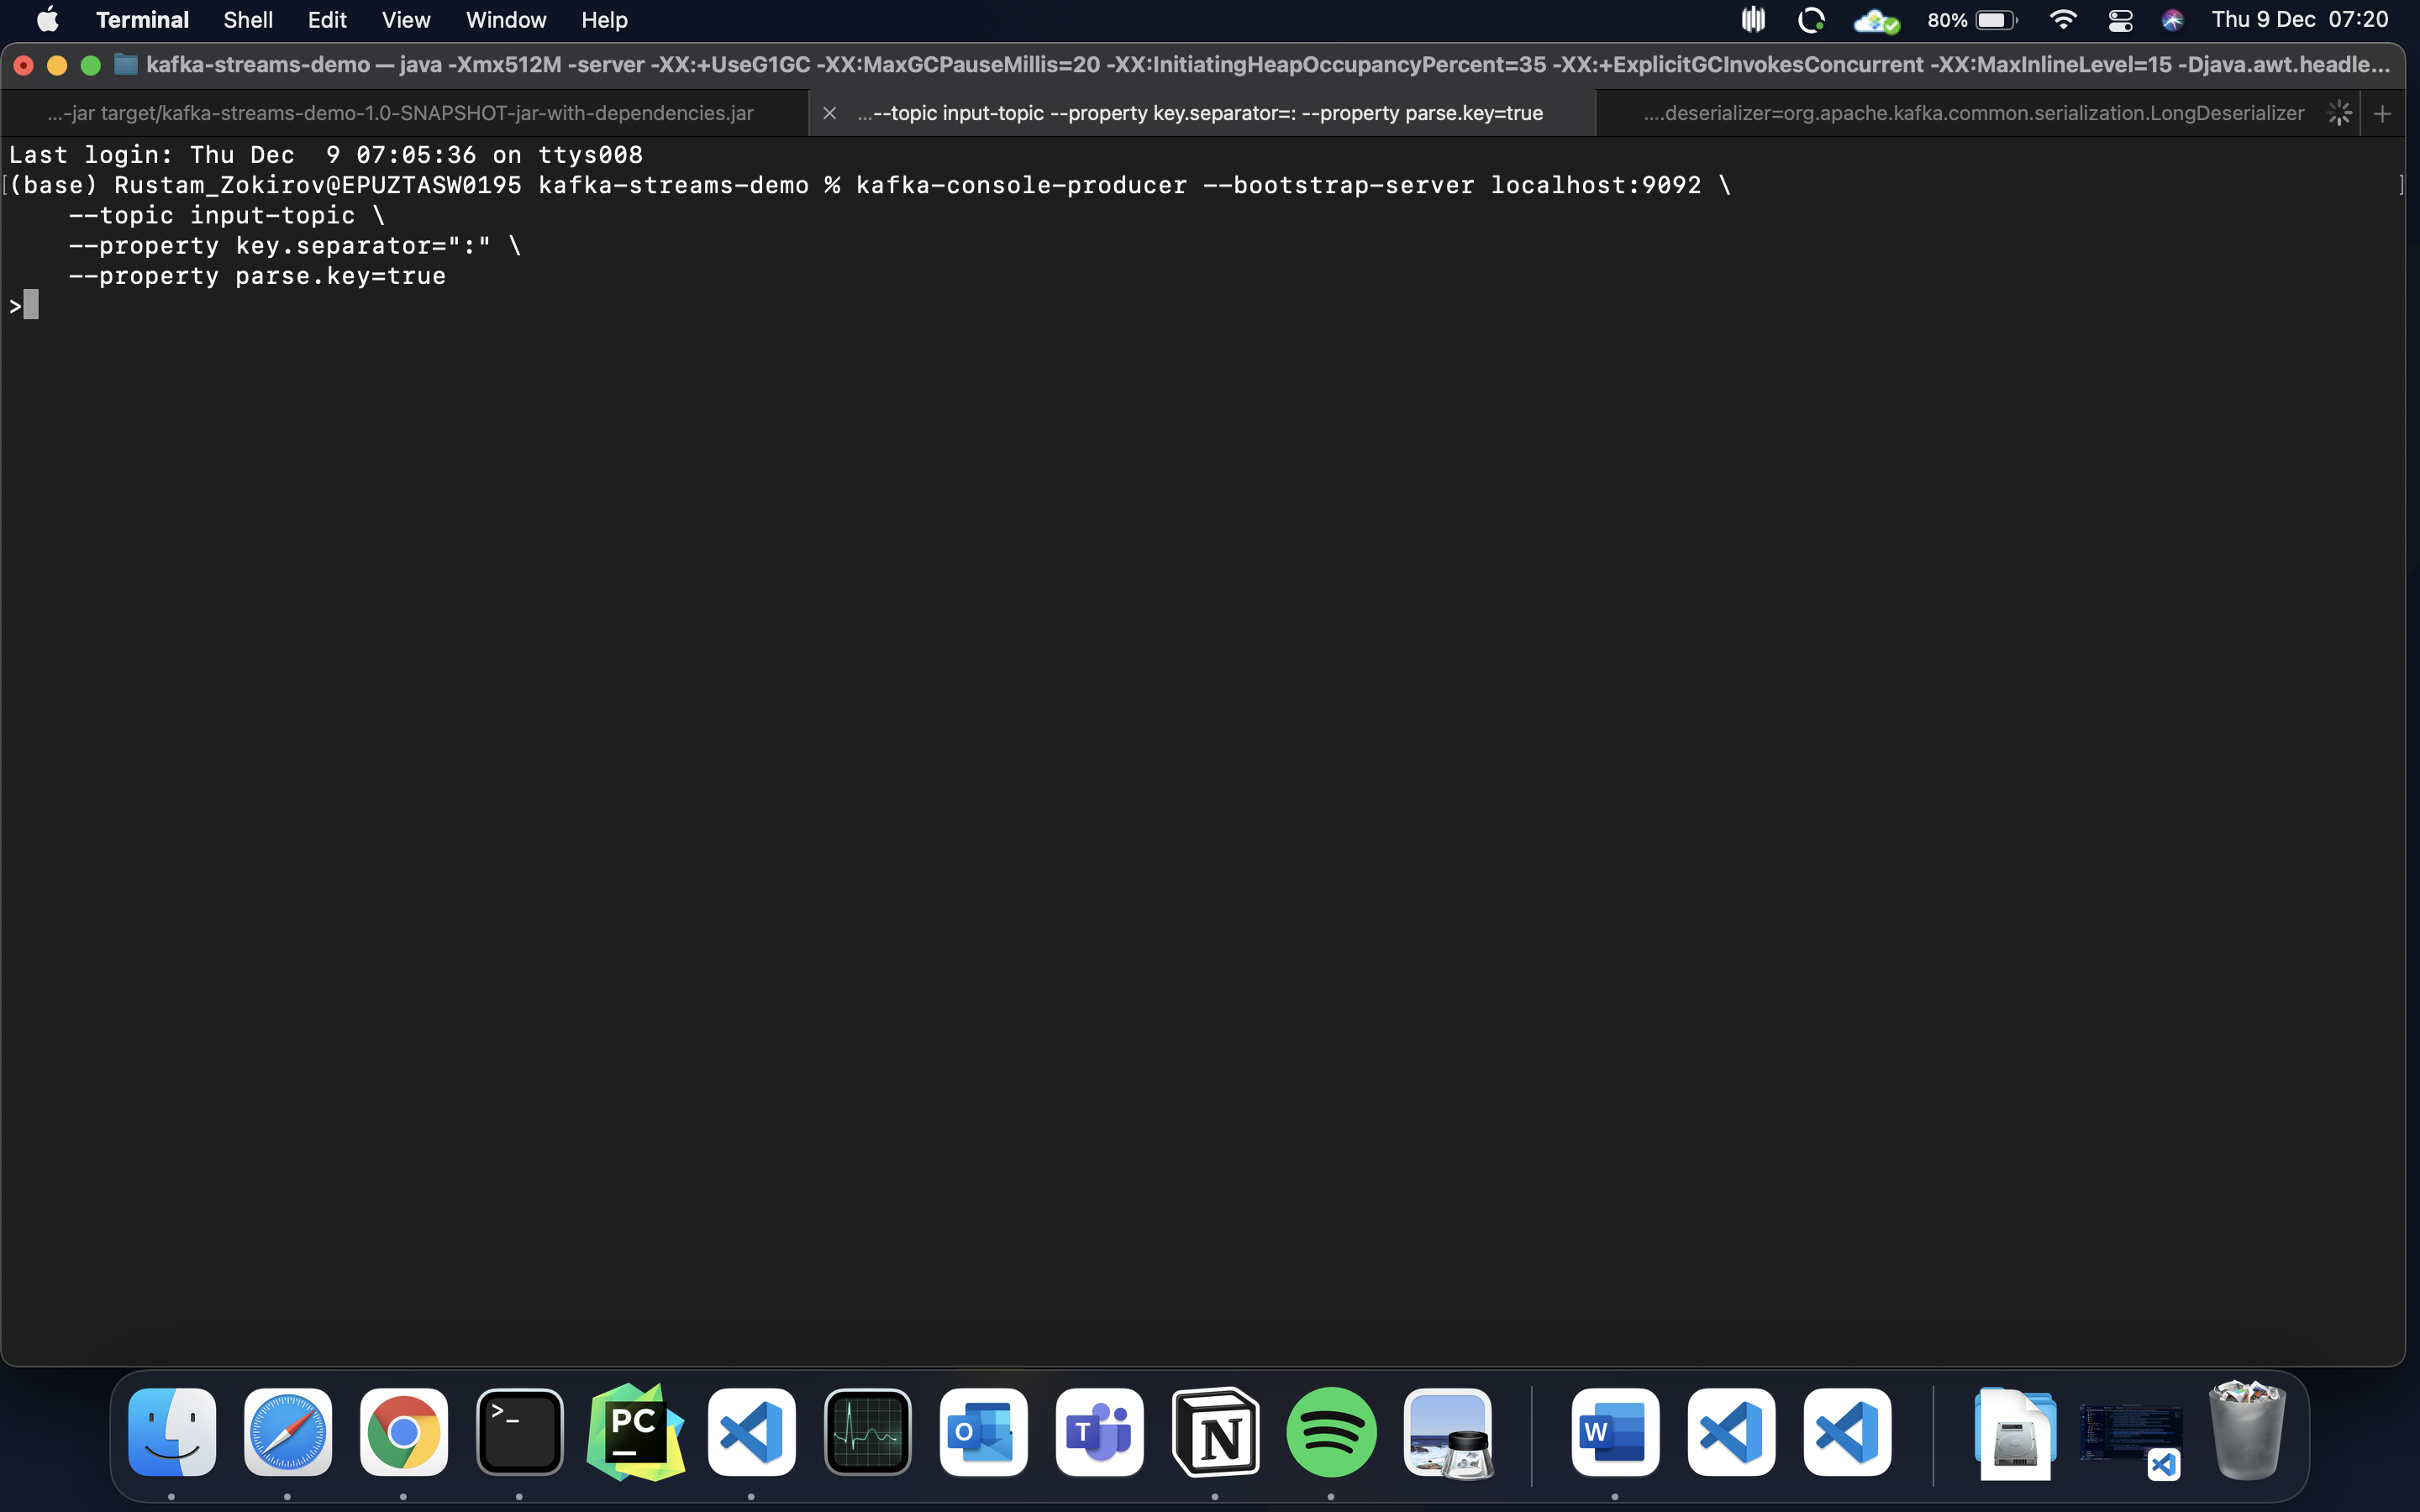 Terminal Shell Edit View Window Help 80% Thu 9 Dec 07:20
kafka-streams-demo — java -Xmx512M -server -XX:+UseG1GC -XX:MaxGCPauseMillis=20 -XX:InitiatingHeapOccupancyPercent=35 -XX:+ExplicitGCInvokesConcurrent -XX:MaxInlineLevel=15 -Djava.awt.headle...
...-jar target/kafka-streams-demo-1.0-SNAPSHOT-jar-with-dependencies.jar ...--topic input-topic --property key.separator=: --property parse.key=true ....deserializer=org.apache.kafka.common.serialization.LongDeserializer
Last login: Thu Dec  9 07:05:36 on ttys008
[(base) Rustam_Zokirov@EPUZTASW0195 kafka-streams-demo % kafka-console-producer --bootstrap-server localhost:9092 \ ]
    --topic input-topic \
    --property key.separator=":" \
    --property parse.key=true
>
>_ PC O T N W